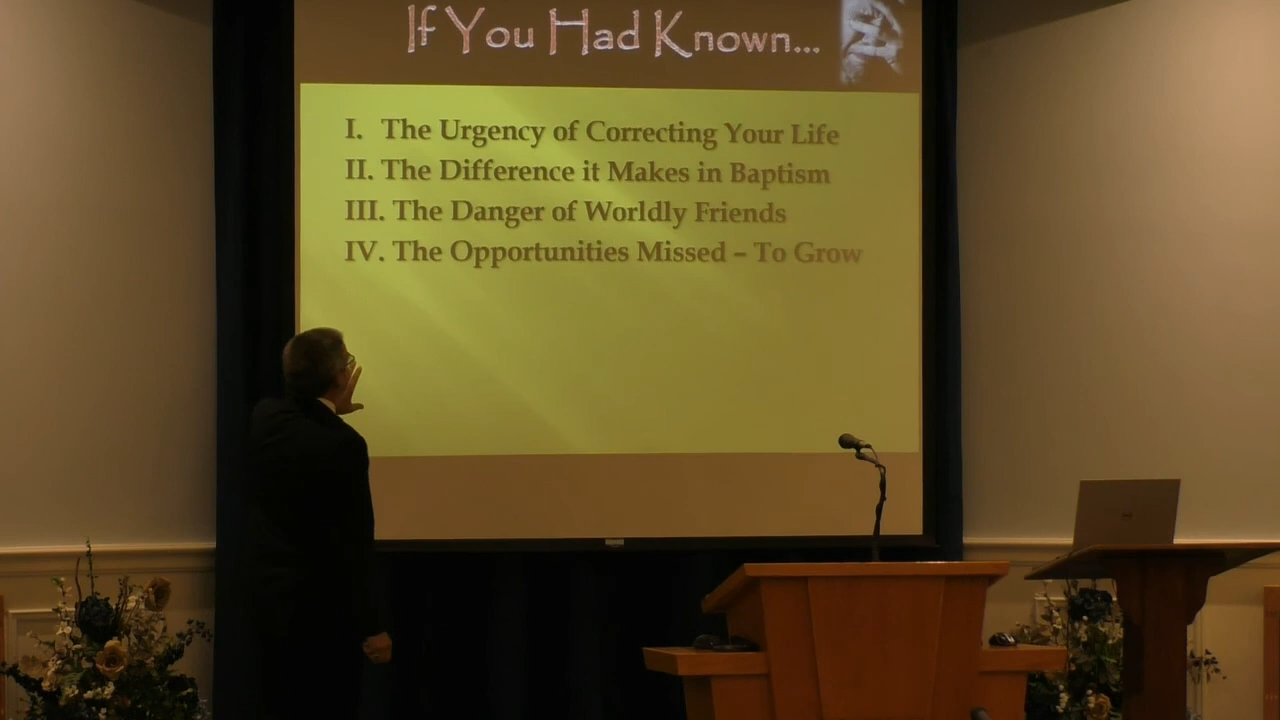 If You Had Known...
I. The Urgency of Correcting Your Life
II. The Difference it Makes in Baptism
III. The Danger of Worldly Friends
IV. The Opportunities Missed – To Grow